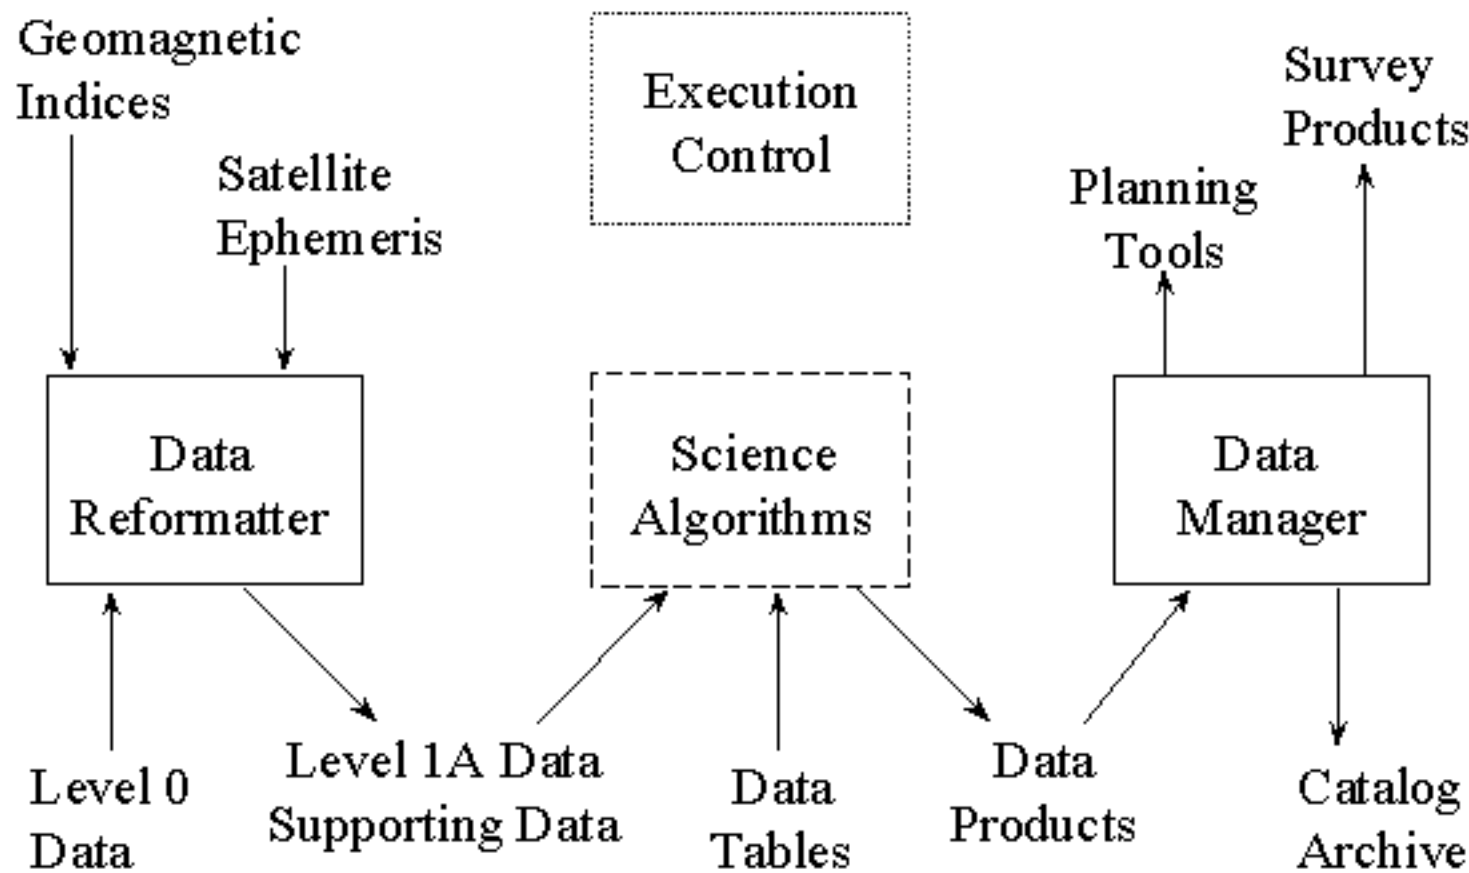 Geomagnetic
Indices
Satellite
Ephemeris
Execution
Control
Planning
Tools
Survey
Products
Data
Reformatter
Science
Algorithms
Data
Manager
Level 0
Data
Level 1A Data
Supporting Data
Data
Tables
Data
Products
Catalog
Archive